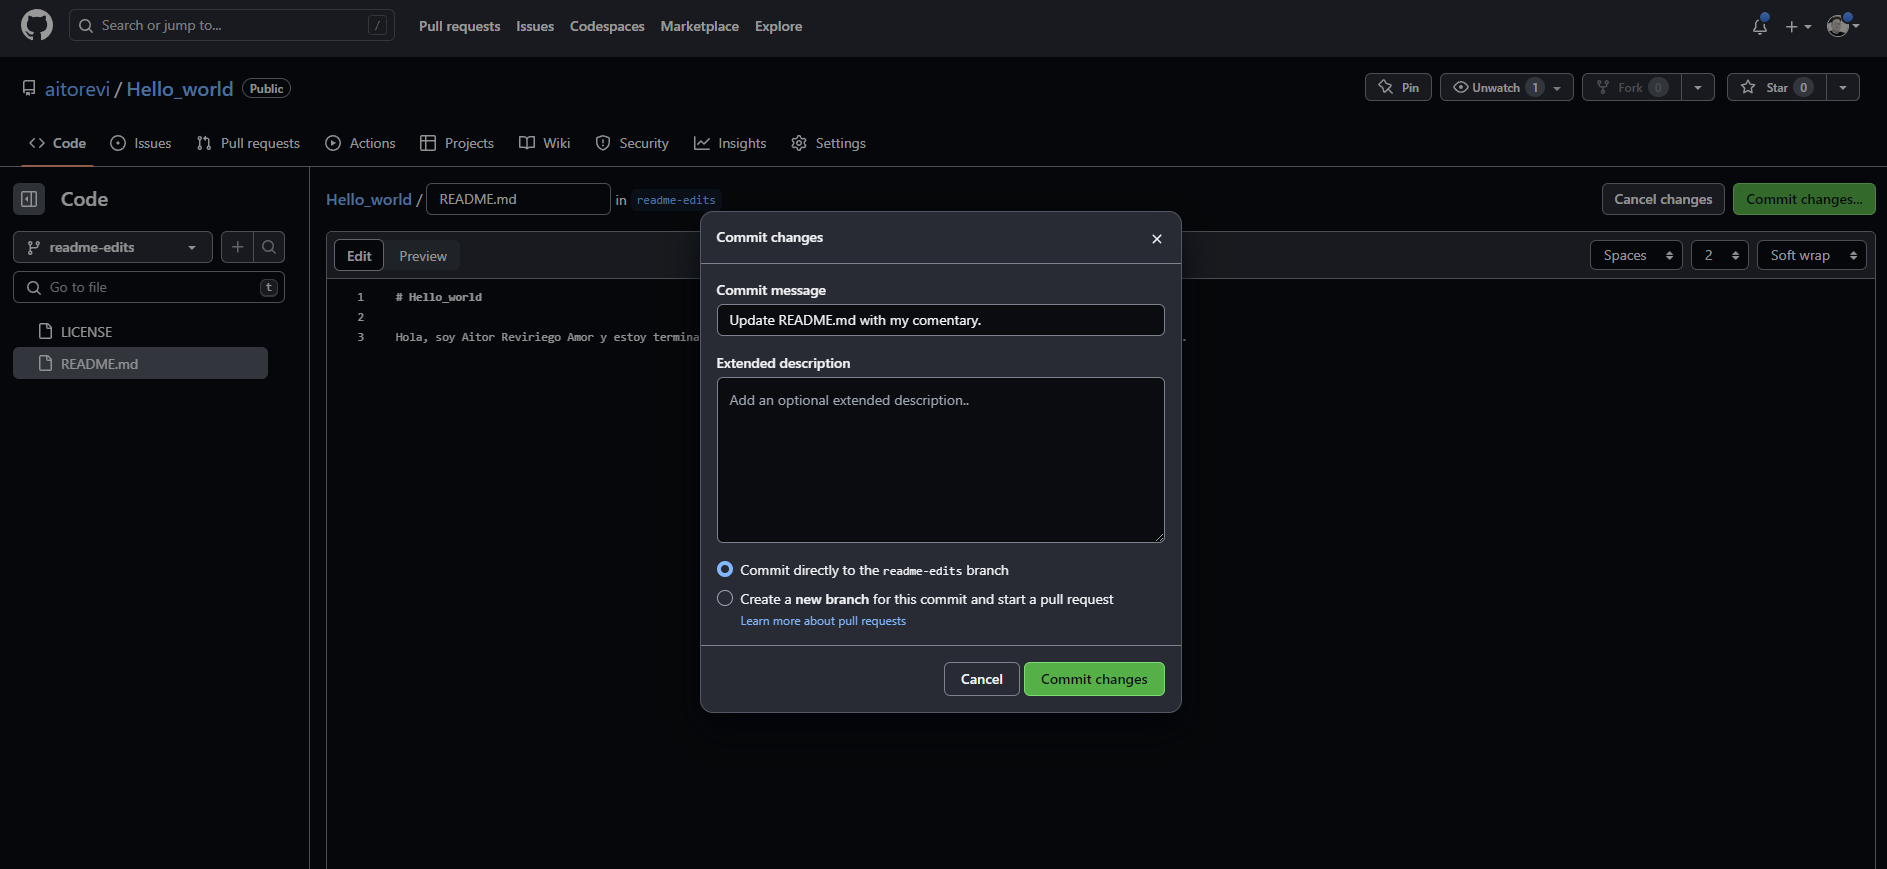 Search or jump to... /
Pull requests Issues Codespaces Marketplace Explore
aitorevi / Hello_world Public
Pin Unwatch 1 Fork 0 Star 0
Code Issues Pull requests Actions Projects Wiki Security Insights Settings
Code
readme-edits
Go to file t
LICENSE
README.md
Hello_world / README.md in readme-edits
Cancel changes Commit changes...
Edit Preview
Spaces 2 Soft wrap
1 # Hello_world
2
3 Hola, soy Aitor Reviriego Amor y estoy termina
.
Commit changes
Commit message
Update README.md with my comentary.
Extended description
Add an optional extended description..
Commit directly to the readme-edits branch
Create a new branch for this commit and start a pull request
Learn more about pull requests
Cancel Commit changes